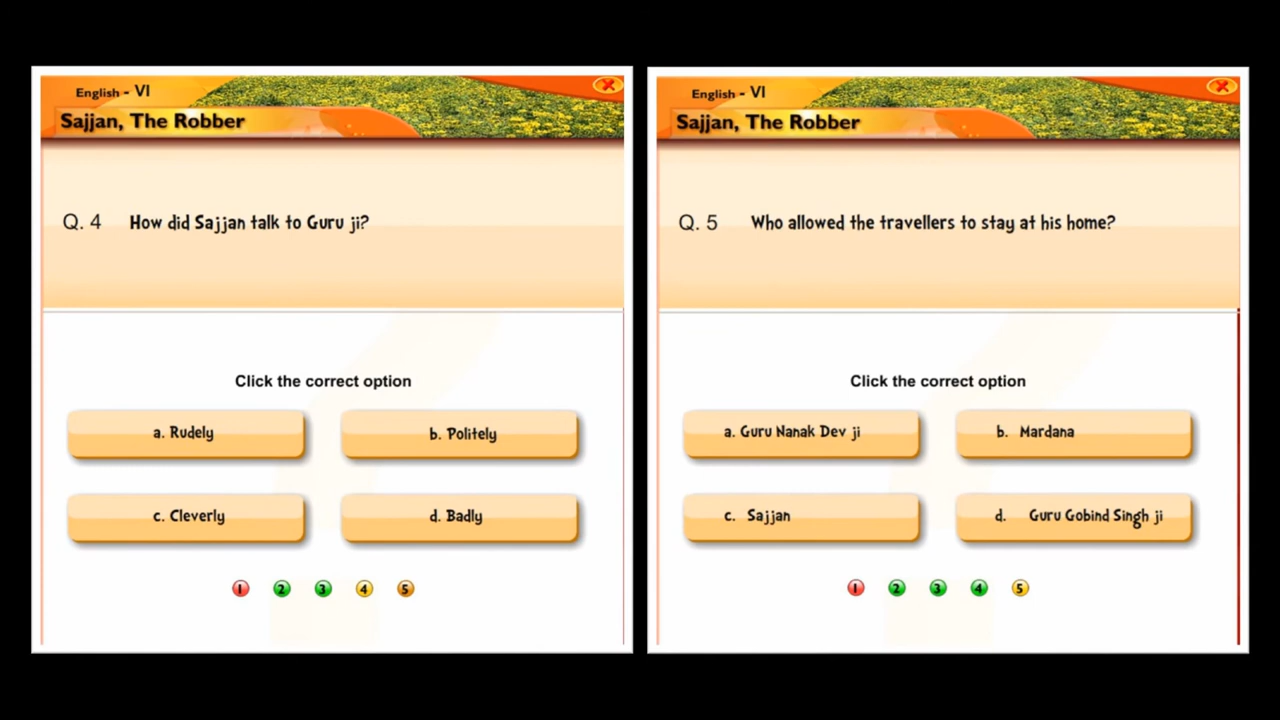 English - VI
Sajjan, The Robber
Q. 4 How did Sajjan talk to Guru ji?
Click the correct option
a. Rudely
b. Politely
c. Cleverly
d. Badly
1 2 3 4 5
English - VI
Sajjan, The Robber
Q. 5 Who allowed the travellers to stay at his home?
Click the correct option
a. Guru Nanak Dev ji
b. Mardana
c. Sajjan
d. Guru Gobind Singh ji
1 2 3 4 5